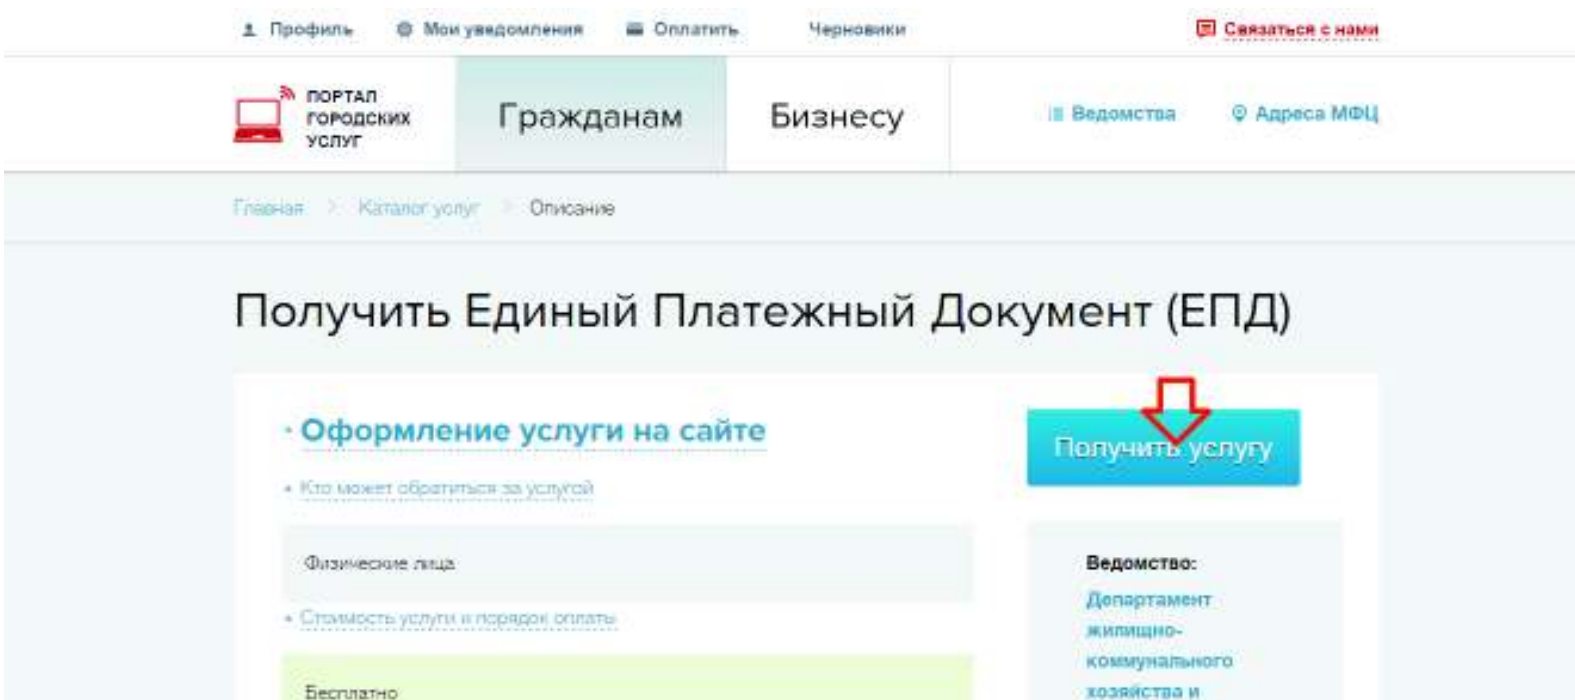 Профиль Мои уведомления Оплатить Черновики Связаться с нами
ПОРТАЛ
ГОРОДСКИХ
УСЛУГ
Гражданам Бизнесу Ведомства Адреса МФЦ
Главная > Каталог услуг > Описание
Получить Единый Платежный Документ (ЕПД)
Оформление услуги на сайте
Получить услугу
Кто может обратиться за услугой
Физические лица
Стоимость услуги и порядок оплаты
Бесплатно
Ведомство:
Департамент
жилищно-
коммунального
хозяйства и